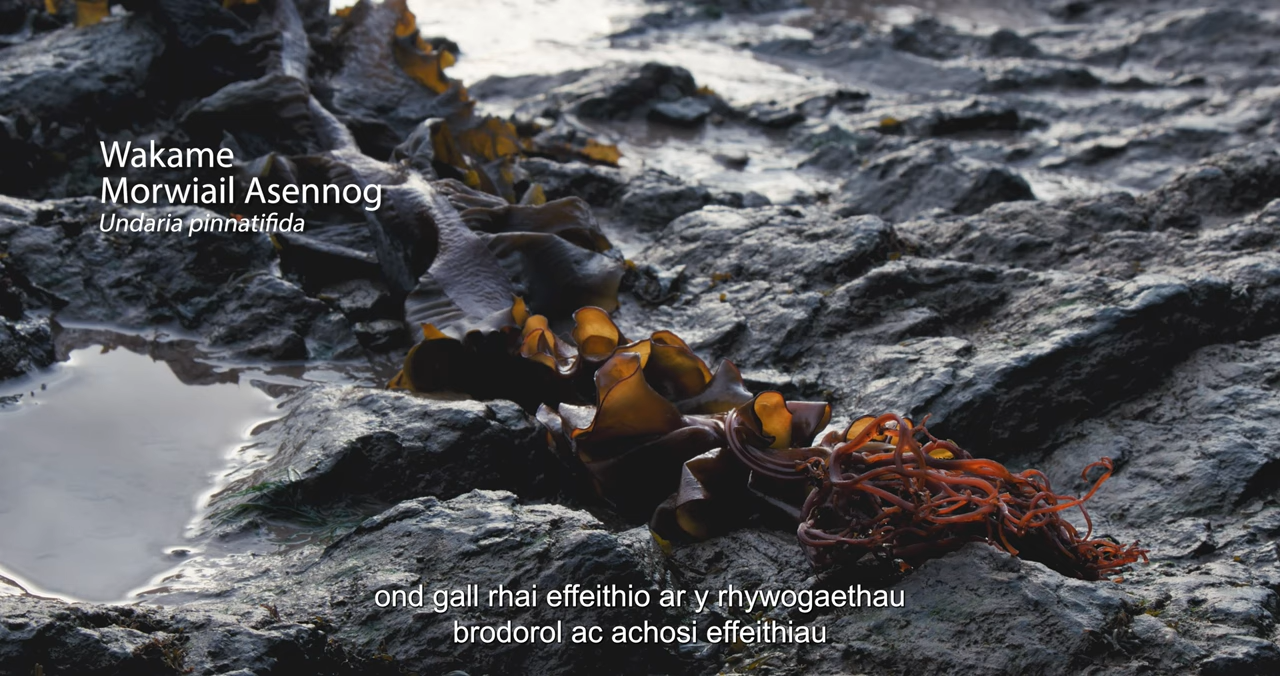 Wakame
Morwiail Asennog
Undaria pinnatifida
ond gall rhai effeithio ar y rhywogaethau
brodorol ac achosi effeithiau